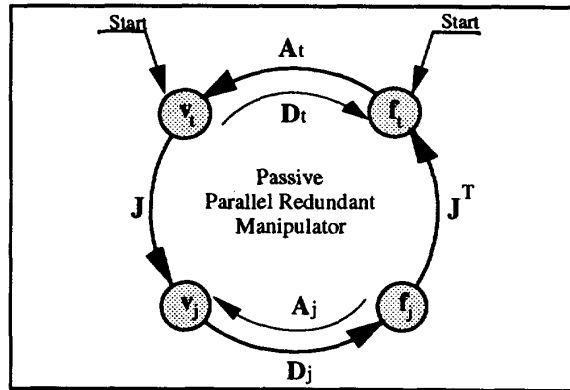 Start
Start
At
vt
ft
Dt
Passive
Parallel Redundant
Manipulator
J
J^T
vj
Aj
fj
Dj